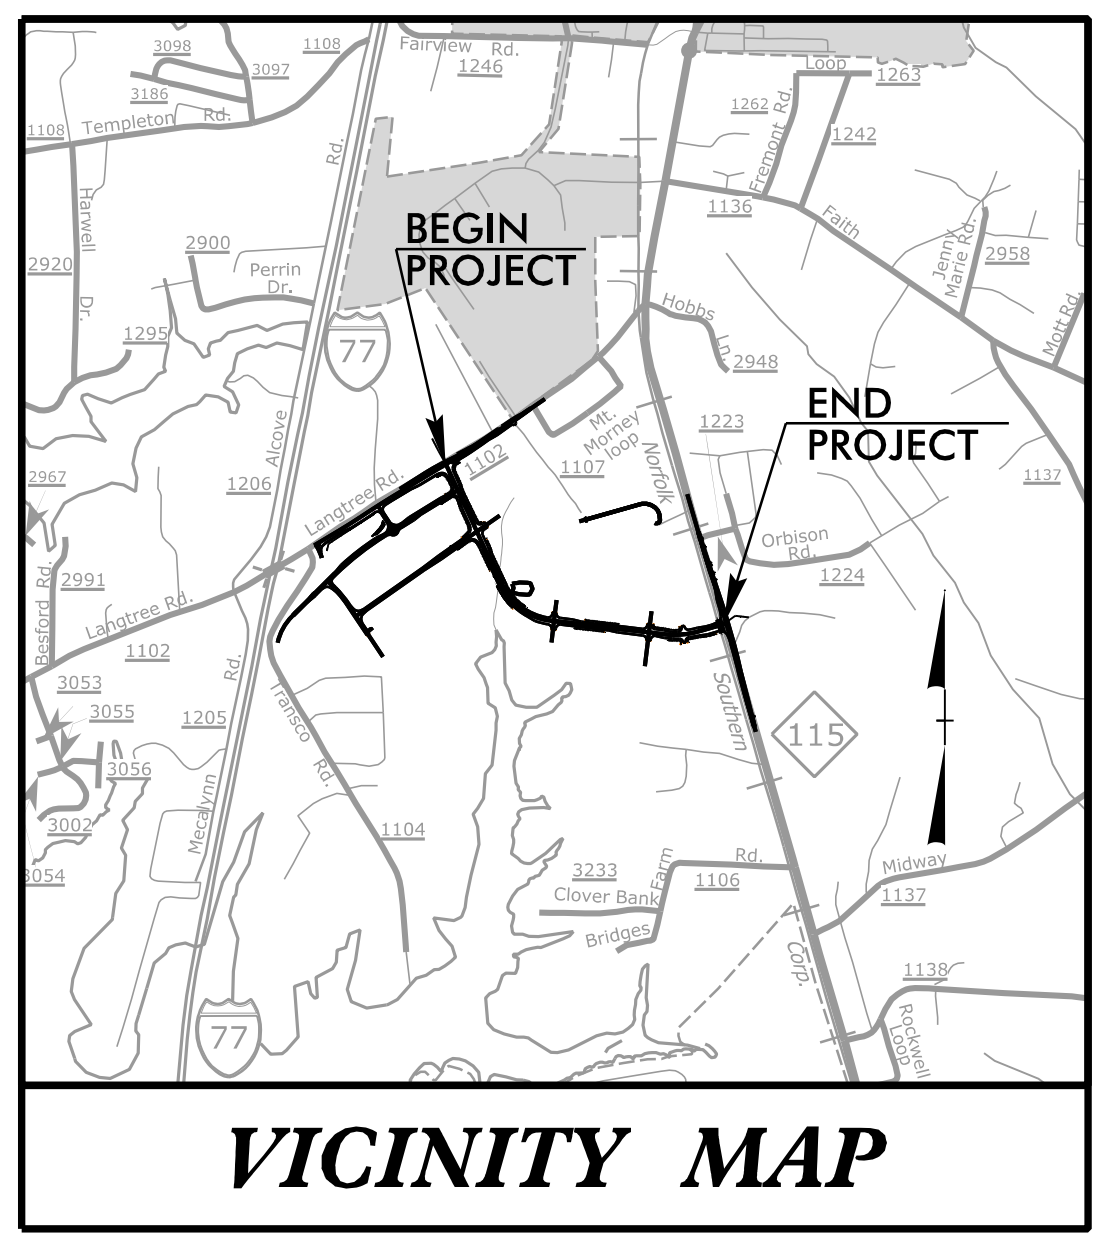 3098
1108
Fairview Rd.
1246
3097
3186
Templeton Rd.
1108
Loop
1263
1262
Fremont Rd.
1242
Rd.
Harwell
Dr.
2920
2900
Perrin
Dr.
1295
BEGIN
PROJECT
1136
Faith
Jenny
Marie Rd.
2958
Mott Rd.
Hobbs
Ln.
2948
77
END
PROJECT
Mt.
Morney
loop
1107
1223
Norfolk
Alcove
1206
Langtree Rd.
1102
2967
1137
Orbison
Rd.
1224
Besford Rd.
2991
Langtree Rd.
1102
3053
3055
Rd.
1205
Transco
Rd.
Southern
115
3056
3002
3054
Mecalynn
1104
3233
Clover Bank
Farm
Rd.
1106
Bridges
Midway
1137
Corp.
1138
Rockwell
Loop
77
VICINITY MAP